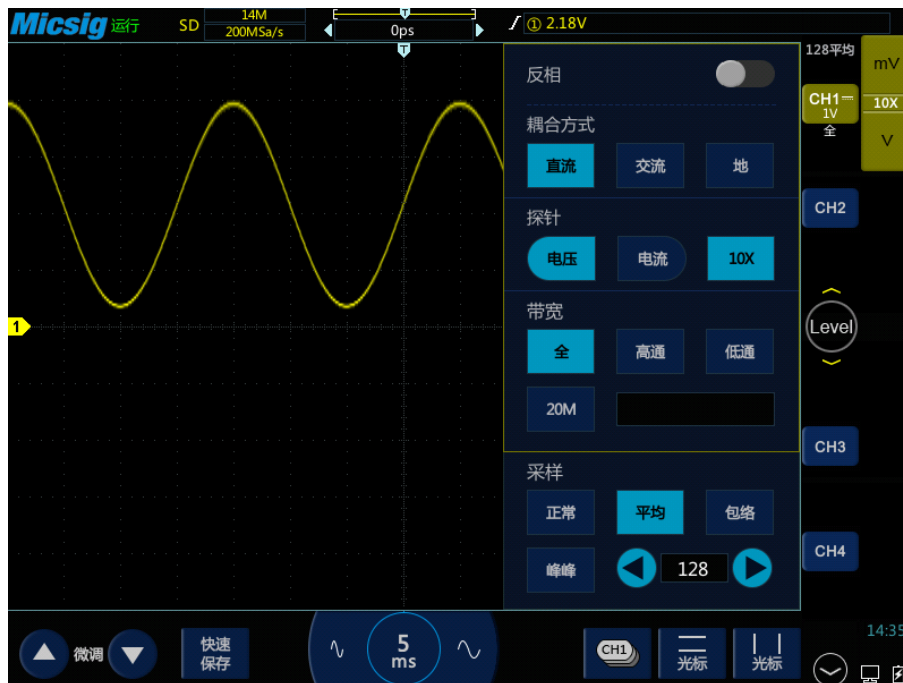 Micsig 运行 SD 14M 200MSa/s 0ps ① 2.18V
T
T
128平均
mV
10X
V
CH1
1V
全
反相
耦合方式
直流 交流 地
探针
电压 电流 10X
带宽
全 高通 低通
20M
采样
正常 平均 包络
峰峰 128
1
CH2
Level
CH3
CH4
微调
快速
保存
5
ms
CH1
光标
光标
14:35